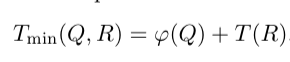 T_min(Q, R) = φ(Q) + T(R)